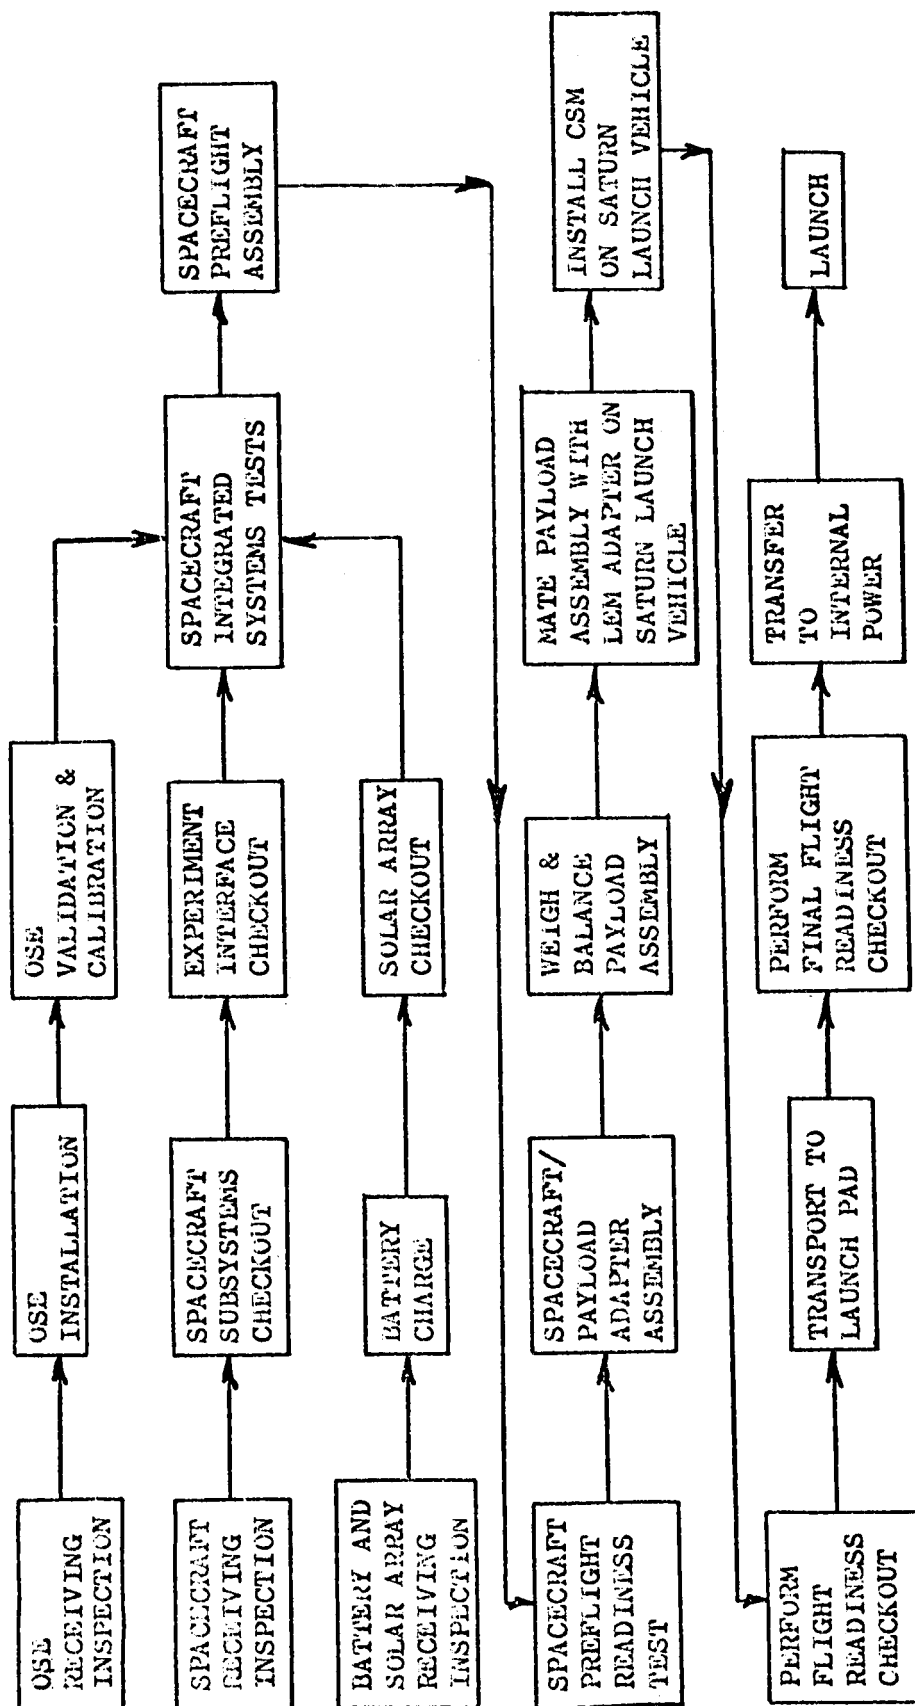 OSE
RECEIVING
INSPECTION
OSE
INSTALLATION
OSE
VALIDATION &
CALIBRATION
SPACECRAFT
RECEIVING
INSPECTION
SPACECRAFT
SUBSYSTEMS
CHECKOUT
EXPERIMENT
INTERFACE
CHECKOUT
SPACECRAFT
INTEGRATED
SYSTEMS TESTS
SPACECRAFT
PREFLIGHT
ASSEMBLY
BATTERY AND
SOLAR ARRAY
RECEIVING
INSPECTION
BATTERY
CHARGE
SOLAR ARRAY
CHECKOUT
SPACECRAFT
PREFLIGHT
READINESS
TEST
SPACECRAFT/
PAYLOAD
ADAPTER
ASSEMBLY
WEIGH &
BALANCE
PAYLOAD
ASSEMBLY
MATE PAYLOAD
ASSEMBLY WITH
LEM ADAPTER ON
SATURN LAUNCH
VEHICLE
INSTALL CSM
ON SATURN
LAUNCH VEHICLE
PERFORM
FLIGHT
READINESS
CHECKOUT
TRANSPORT TO
LAUNCH PAD
PERFORM
FINAL FLIGHT
READINESS
CHECKOUT
TRANSFER
TO
INTERNAL
POWER
LAUNCH